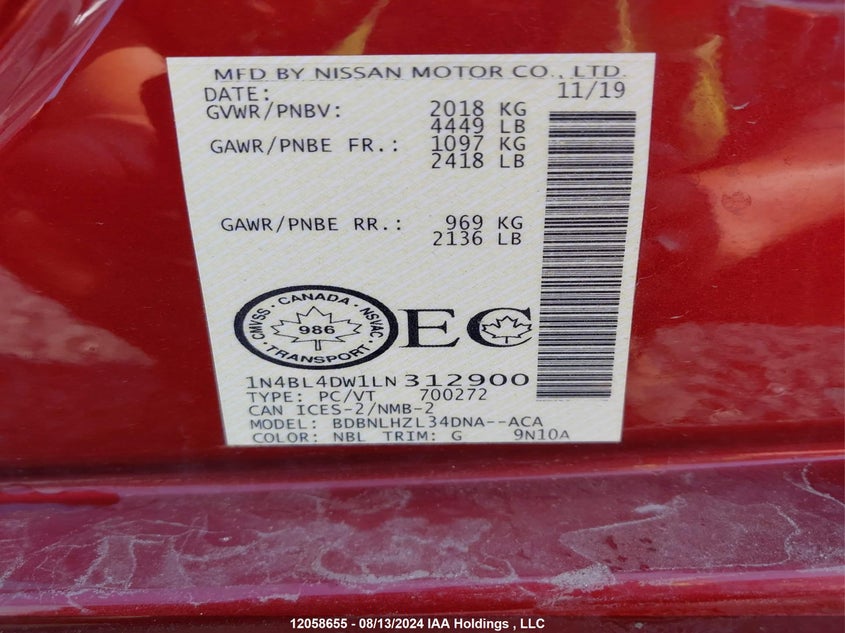 MFD BY NISSAN MOTOR CO., LTD.
DATE: 11/19
GVWR/PNBV: 2018 KG
4449 LB
GAWR/PNBE FR.: 1097 KG
2418 LB
GAWR/PNBE RR.: 969 KG
2136 LB
CANADA · NSVAC · TRANSPORT · CMVSS ·
986
EC
1N4BL4DW1LN312900
TYPE: PC/VT 700272
CAN ICES-2/NMB-2
MODEL: BDBNLHZL34DNA--ACA
COLOR: NBL TRIM: G 9N10A
12058655 - 08/13/2024 IAA Holdings , LLC